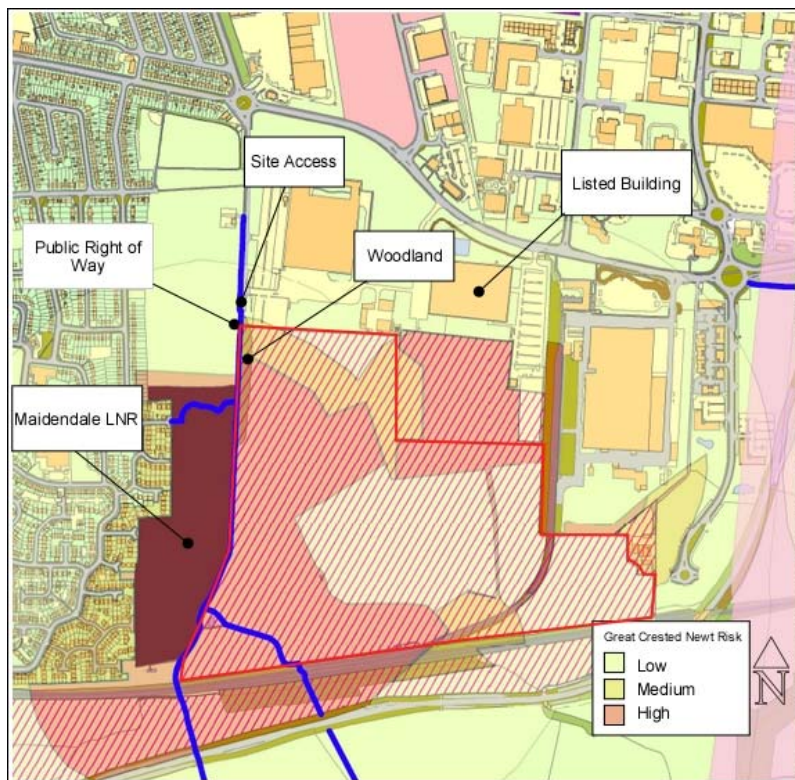 Site Access
Listed Building
Public Right of
Way
Woodland
Maidendale LNR
Great Crested Newt Risk
Low
Medium
High
N